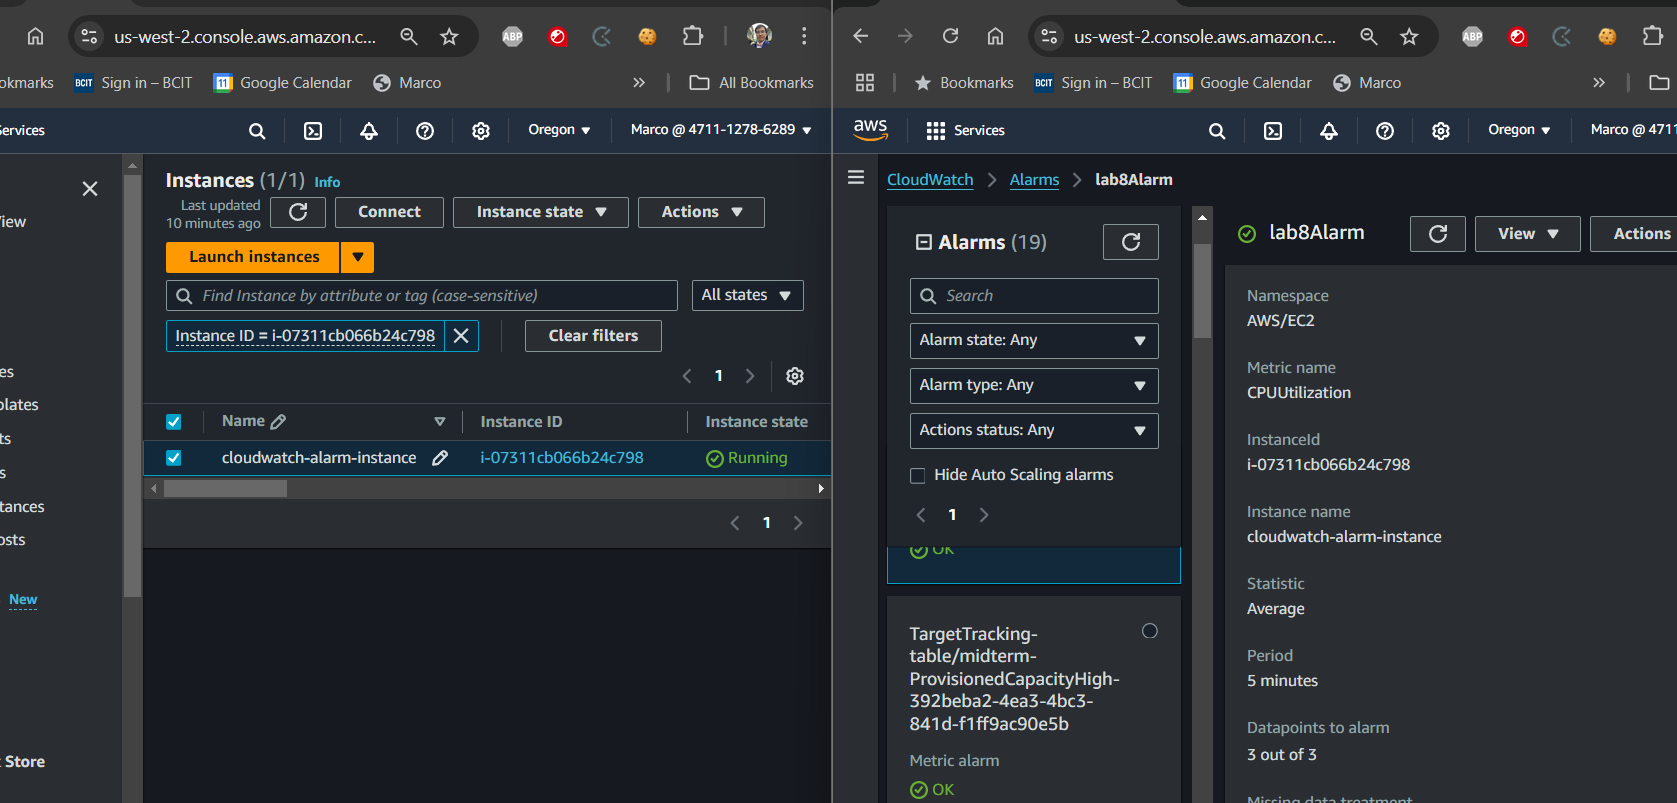 us-west-2.console.aws.amazon.c...
ABP
okmarks
BCIT Sign in – BCIT
11 Google Calendar
Marco
»
All Bookmarks
ervices
Oregon
Marco @ 4711-1278-6289
Instances (1/1) Info
Last updated
10 minutes ago
Connect
Instance state
Actions
Launch instances
Find Instance by attribute or tag (case-sensitive)
All states
Instance ID = i-07311cb066b24c798
Clear filters
1
Name
Instance ID
Instance state
cloudwatch-alarm-instance
i-07311cb066b24c798
Running
1
iew
es
plates
ts
s
tances
osts
New
Store
us-west-2.console.aws.amazon.c...
ABP
Bookmarks
BCIT Sign in – BCIT
11 Google Calendar
Marco
»
aws
Services
Oregon
Marco @ 4711
CloudWatch
Alarms
lab8Alarm
Alarms (19)
Search
Alarm state: Any
Alarm type: Any
Actions status: Any
Hide Auto Scaling alarms
1
OK
TargetTracking-
table/midterm-
ProvisionedCapacityHigh-
392beba2-4ea3-4bc3-
841d-f1ff9ac90e5b
Metric alarm
OK
lab8Alarm
View
Actions
Namespace
AWS/EC2
Metric name
CPUUtilization
InstanceId
i-07311cb066b24c798
Instance name
cloudwatch-alarm-instance
Statistic
Average
Period
5 minutes
Datapoints to alarm
3 out of 3
Missing data treatment